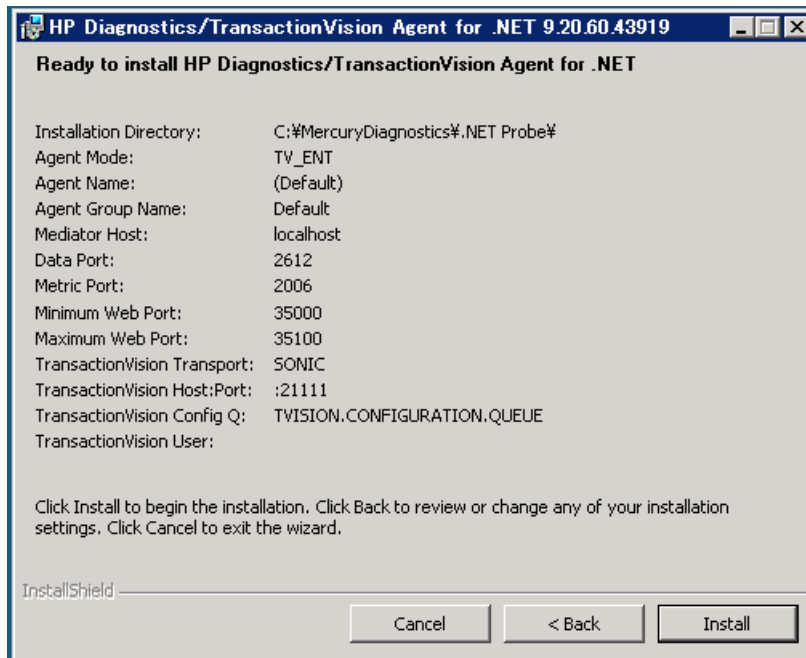 HP Diagnostics/TransactionVision Agent for .NET 9.20.60.43919
Ready to install HP Diagnostics/TransactionVision Agent for .NET
Installation Directory: C:¥MercuryDiagnostics¥.NET Probe¥
Agent Mode: TV_ENT
Agent Name: (Default)
Agent Group Name: Default
Mediator Host: localhost
Data Port: 2612
Metric Port: 2006
Minimum Web Port: 35000
Maximum Web Port: 35100
TransactionVision Transport: SONIC
TransactionVision Host:Port: :21111
TransactionVision Config Q: TVISION.CONFIGURATION.QUEUE
TransactionVision User:
Click Install to begin the installation. Click Back to review or change any of your installation
settings. Click Cancel to exit the wizard.
InstallShield
Cancel < Back Install